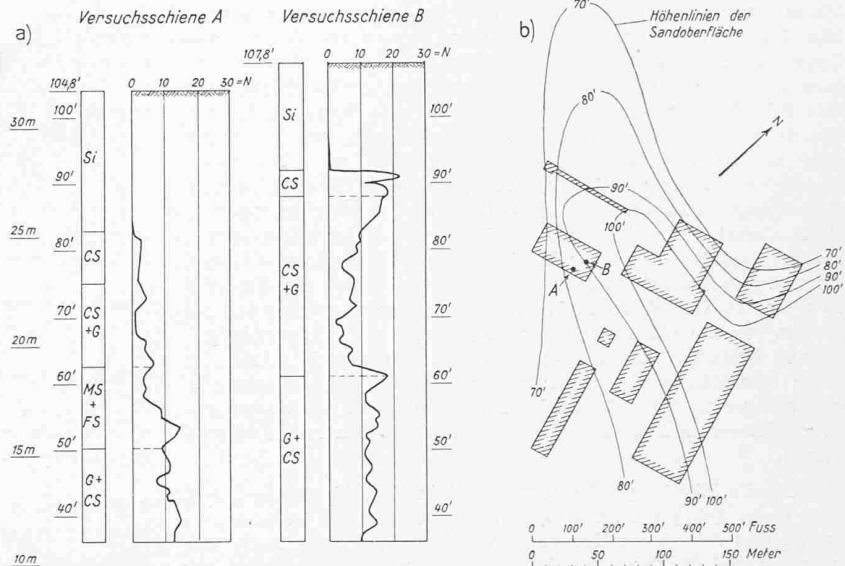 a)
Versuchsschiene A
104,8'
0 10 20 30 =N
100'
90'
80'
70'
60'
50'
40'
30m
25m
20m
15m
10m
Si
CS
CS
+G
MS
+
FS
G+
CS
Versuchsschiene B
107,8'
0 10 20 30 =N
Si
CS
CS
+G
G+
CS
100'
90'
80'
70'
60'
50'
40'
b)
70'
Höhenlinien der
Sandoberfläche
80'
N
90'
100'
B
A
70'
80'
90'
100'
70'
80'
90'
100'
0 100' 200' 300' 400' 500' Fuss
0 50 100 150 Meter